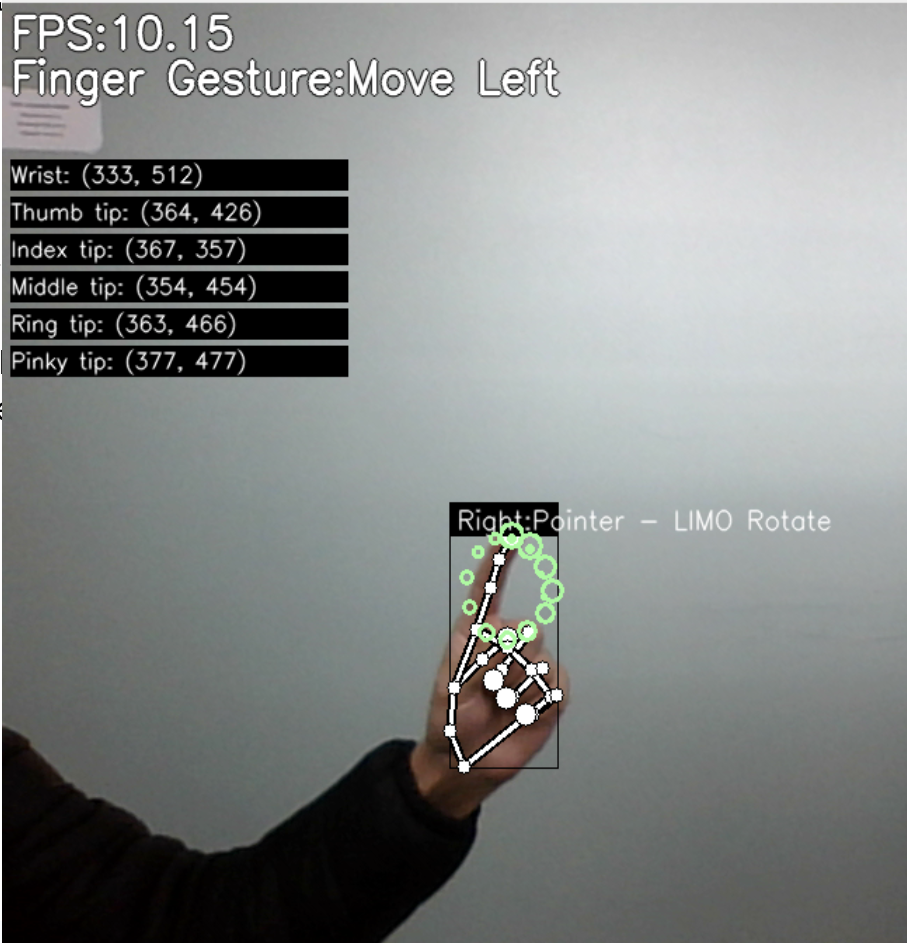 FPS:10.15
Finger Gesture:Move Left
Wrist: (333, 512)
Thumb tip: (364, 426)
Index tip: (367, 357)
Middle tip: (354, 454)
Ring tip: (363, 466)
Pinky tip: (377, 477)
Right:Pointer - LIMO Rotate